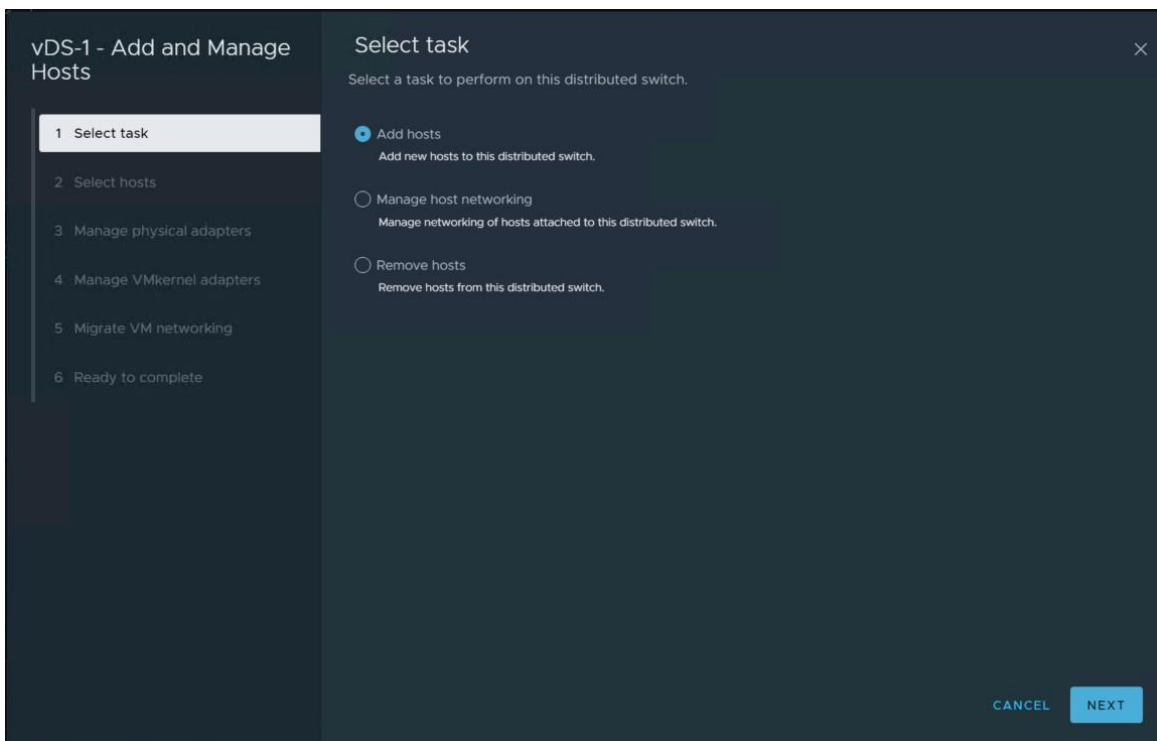 vDS-1 - Add and Manage
Hosts
1 Select task
2 Select hosts
3 Manage physical adapters
4 Manage VMkernel adapters
5 Migrate VM networking
6 Ready to complete
Select task
Select a task to perform on this distributed switch.
Add hosts
Add new hosts to this distributed switch.
Manage host networking
Manage networking of hosts attached to this distributed switch.
Remove hosts
Remove hosts from this distributed switch.
CANCEL
NEXT